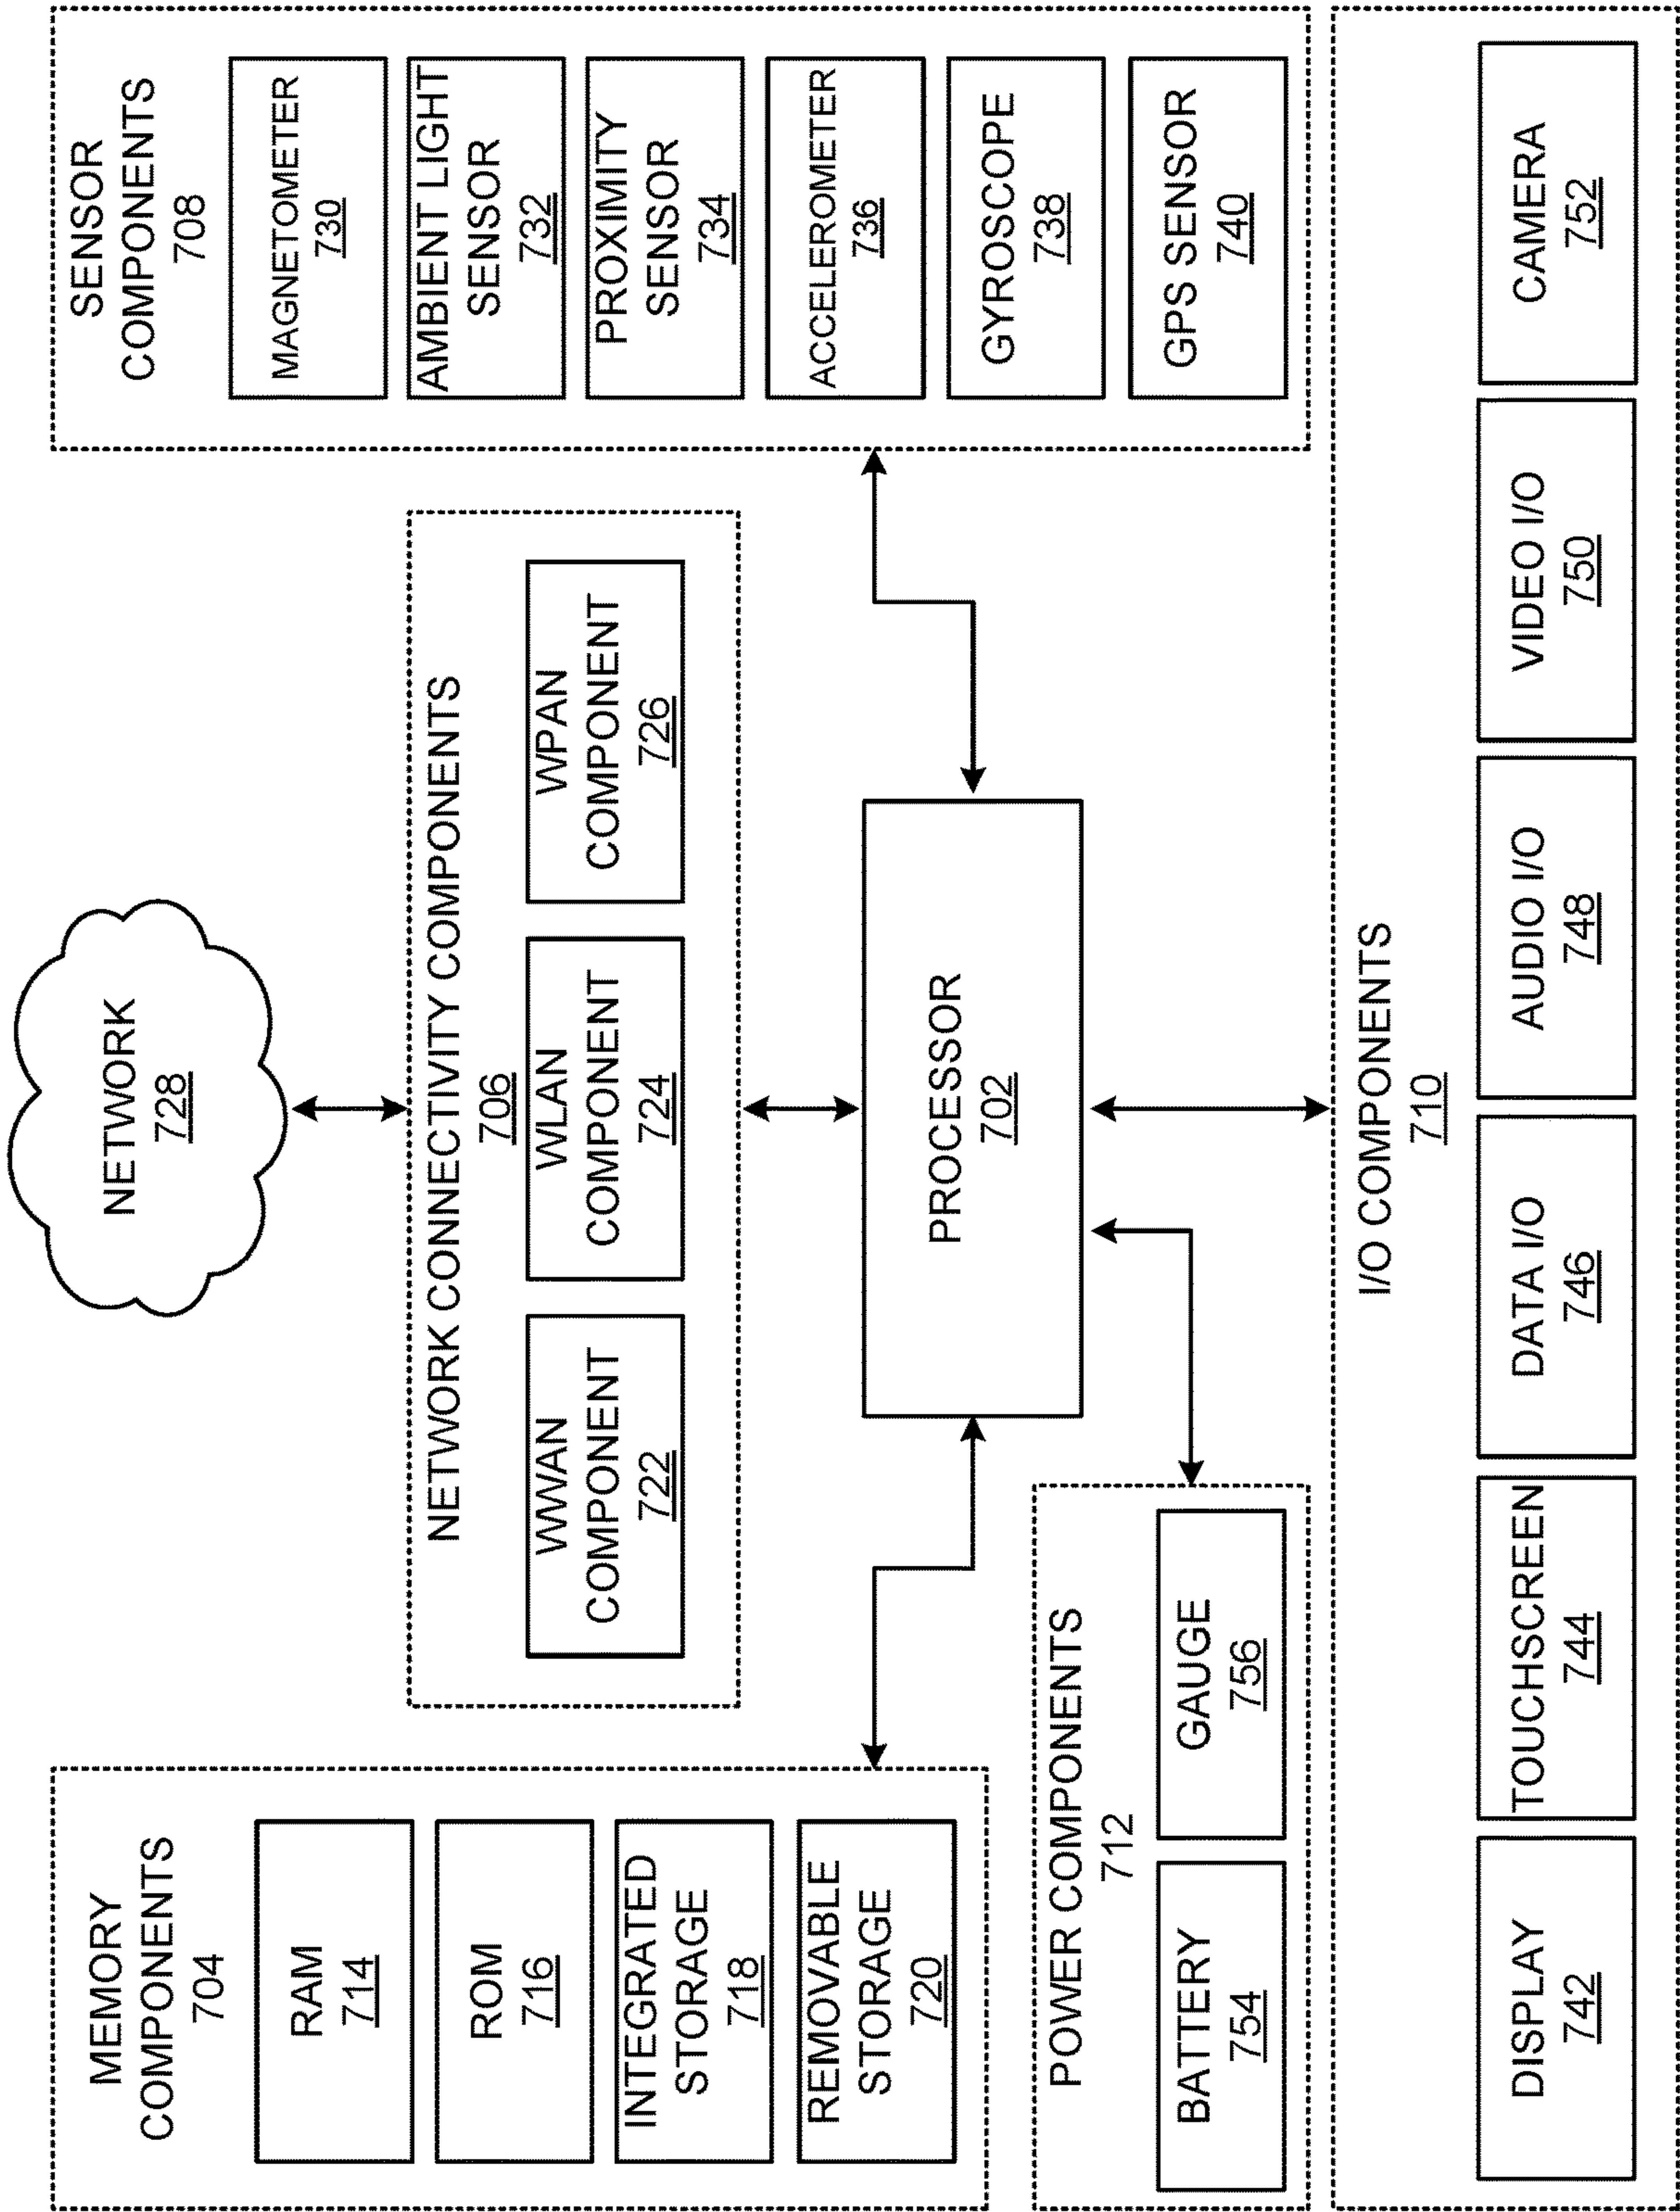 NETWORK
728
MEMORY
COMPONENTS
704
RAM
714
ROM
716
INTEGRATED
STORAGE
718
REMOVABLE
STORAGE
720
NETWORK CONNECTIVITY COMPONENTS
706
WWAN
COMPONENT
722
WLAN
COMPONENT
724
WPAN
COMPONENT
726
SENSOR
COMPONENTS
708
MAGNETOMETER
730
AMBIENT LIGHT
SENSOR
732
PROXIMITY
SENSOR
734
ACCELEROMETER
736
GYROSCOPE
738
GPS SENSOR
740
PROCESSOR
702
POWER COMPONENTS
712
BATTERY
754
GAUGE
756
I/O COMPONENTS
710
DISPLAY
742
TOUCHSCREEN
744
DATA I/O
746
AUDIO I/O
748
VIDEO I/O
750
CAMERA
752